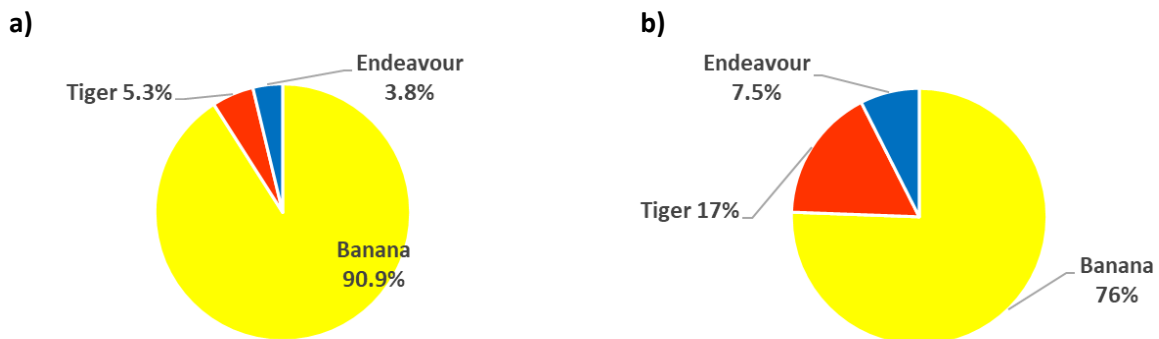 a)
Endeavour
3.8%
Tiger 5.3%
Banana
90.9%
b)
Endeavour
7.5%
Tiger 17%
Banana
76%